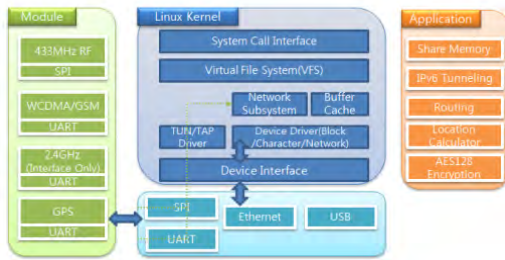 Module
433MHz RF
SPI
WCDMA/GSM
UART
2.4GHz
(Interface Only)
UART
GPS
UART
Linux Kernel
System Call Interface
Virtual File System(VFS)
Network
Subsystem
Buffer
Cache
TUN/TAP
Driver
Device Driver(Block
/Character/Network)
Device Interface
SPI
UART
Ethernet
USB
Application
Share Memory
IPv6 Tunneling
Routing
Location
Calculator
AES128
Encryption